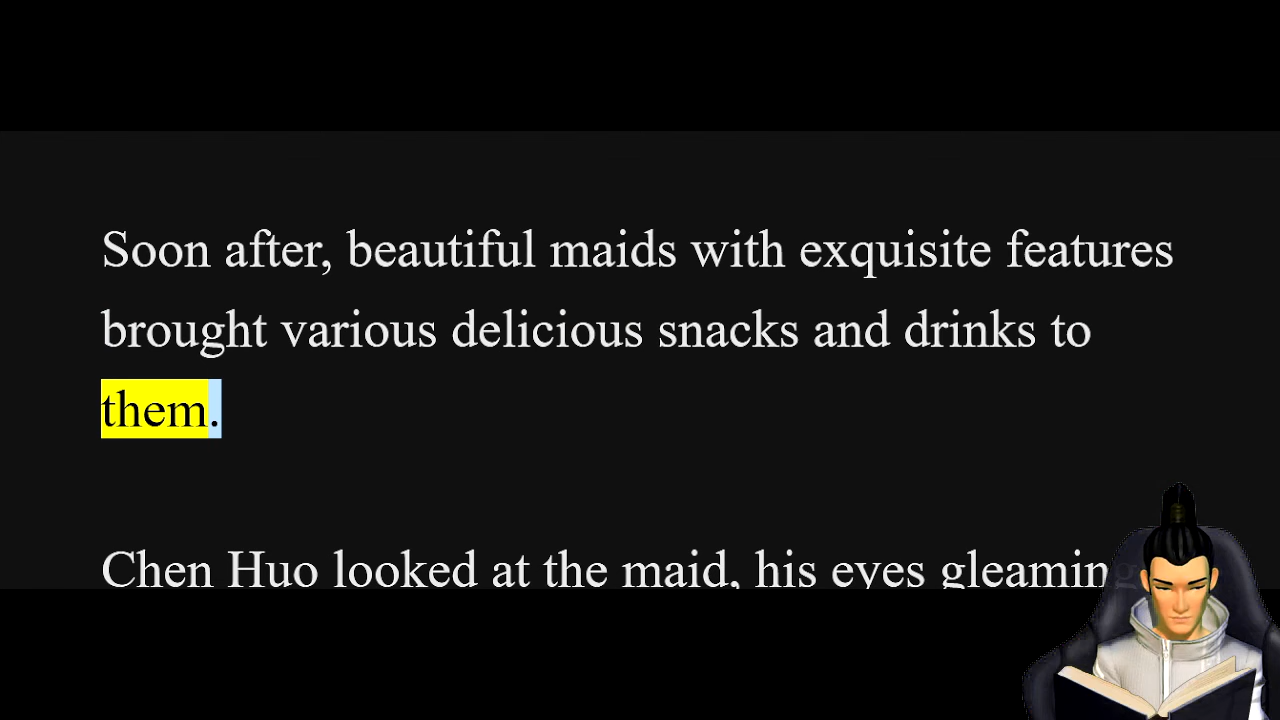 Soon after, beautiful maids with exquisite features
brought various delicious snacks and drinks to
them.
Chen Huo looked at the maid, his eyes gleaming